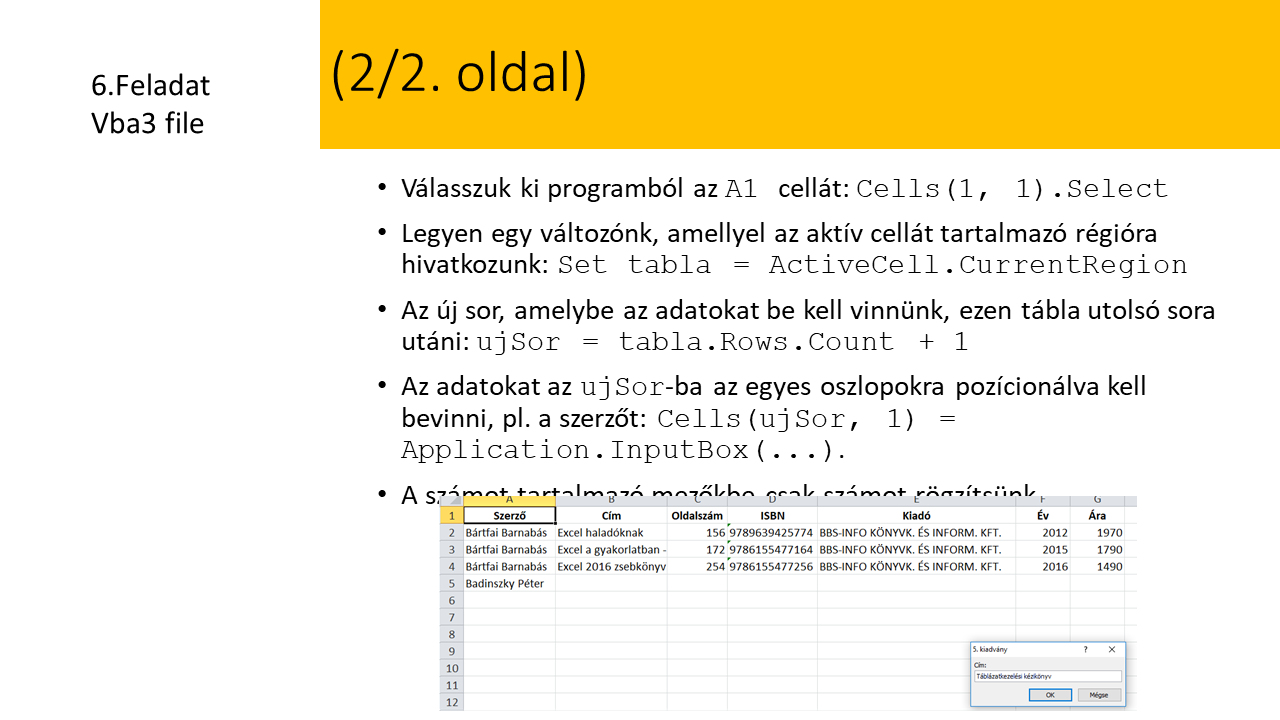 6.Feladat
Vba3 file
(2/2. oldal)
• Válasszuk ki programból az A1 cellát: Cells(1, 1).Select
• Legyen egy változónk, amellyel az aktív cellát tartalmazó régióra
hivatkozunk: Set tabla = ActiveCell.CurrentRegion
• Az új sor, amelybe az adatokat be kell vinnünk, ezen tábla utolsó sora
utáni: ujSor = tabla.Rows.Count + 1
• Az adatokat az ujSor-ba az egyes oszlopokra pozícionálva kell
bevinni, pl. a szerzőt: Cells(ujSor, 1) =
Application.InputBox(...).
• A számot tartalmazó mezőkbe csak számot rögzítsünk
A B C D E F G
1 Szerző Cím Oldalszám ISBN Kiadó Év Ára
2 Bártfai Barnabás Excel haladóknak 156 9789639425774 BBS-INFO KÖNYVK. ÉS INFORM. KFT. 2012 1970
3 Bártfai Barnabás Excel a gyakorlatban - 172 9786155477164 BBS-INFO KÖNYVK. ÉS INFORM. KFT. 2015 1790
4 Bártfai Barnabás Excel 2016 zsebkönyv 254 9786155477256 BBS-INFO KÖNYVK. ÉS INFORM. KFT. 2016 1490
5 Badinszky Péter
6
7
8
9
10
11
12
5. kiadvány ? X
Cím:
Táblázatkezelési kézikönyv
OK Mégse